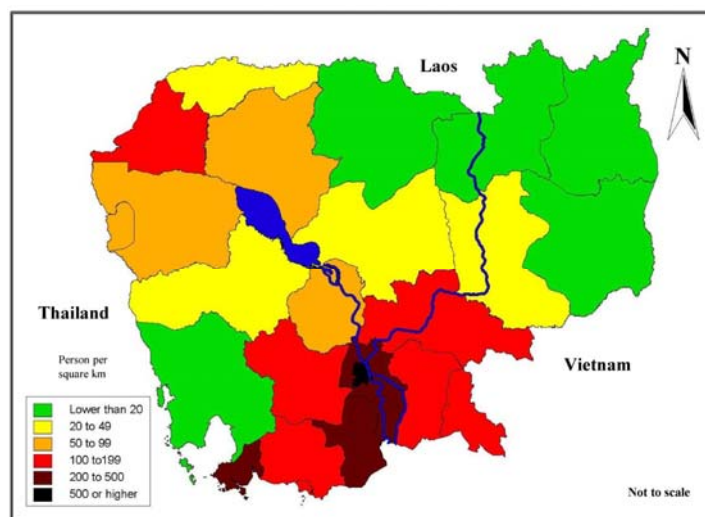 Laos
N
Thailand
Vietnam
Person per
square km
Lower than 20
20 to 49
50 to 99
100 to199
200 to 500
500 or higher
Not to scale